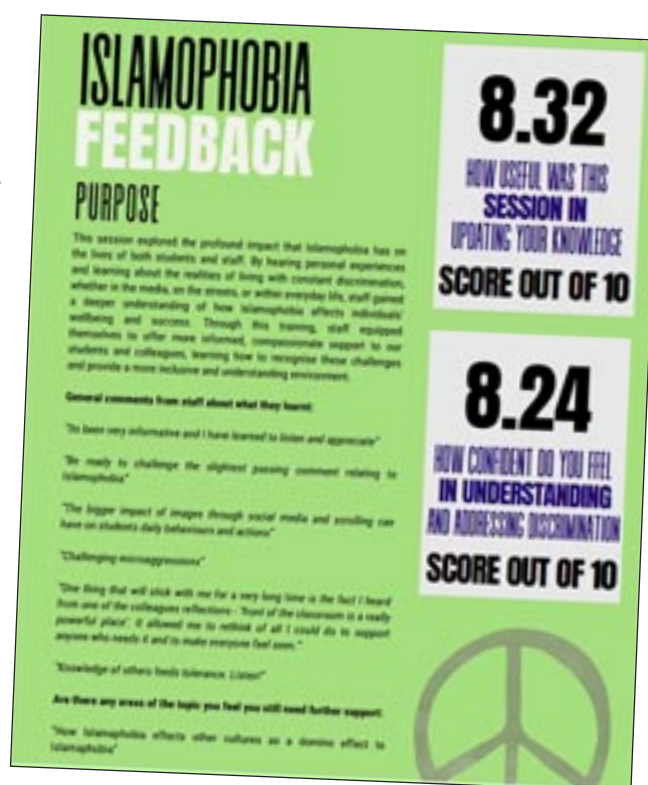 ISLAMOPHOBIA
FEEDBACK
PURPOSE
This session explored the profound impact that Islamophobia has on
the lives of both students and staff. By hearing personal experiences
and learning about the realities of living with constant discrimination,
whether in the media, on the streets, or within everyday life, staff gained
a deeper understanding of how Islamophobia effects individuals'
wellbeing and success. Through this training, staff equipped
themselves to offer more informed, compassionate support to our
students and colleagues, learning how to recognise these challenges
and provide a more inclusive and understanding environment.
General comments from staff about what they learnt:
"Its been very informative and I have learned to listen and appreciate"
"Be ready to challenge the slightest passing comment relating to
Islamophobia"
"The bigger impact of images through social media and scrolling can
have on students daily behaviours and actions"
"Challenging microaggressions"
"One thing that will stick with me for a very long time is the fact I heard
from one of the colleagues reflections - 'front of the classroom is a really
powerful place'. It allowed me to rethink of all I could do to support
anyone who needs it and to make everyone feel seen."
"Knowledge of others feeds tolerance. Listen!"
Are there any areas of the topic you feel you still need further support:
"How Islamophobia effects other cultures as a domino effect to
Islamophobia"
8.32
HOW USEFUL WAS THIS
SESSION IN
UPDATING YOUR KNOWLEDGE
SCORE OUT OF 10
8.24
HOW CONFIDENT DO YOU FEEL
IN UNDERSTANDING
AND ADDRESSING DISCRIMINATION
SCORE OUT OF 10